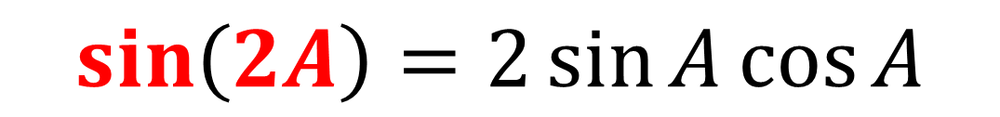 sin(2A) = 2 sin A cos A